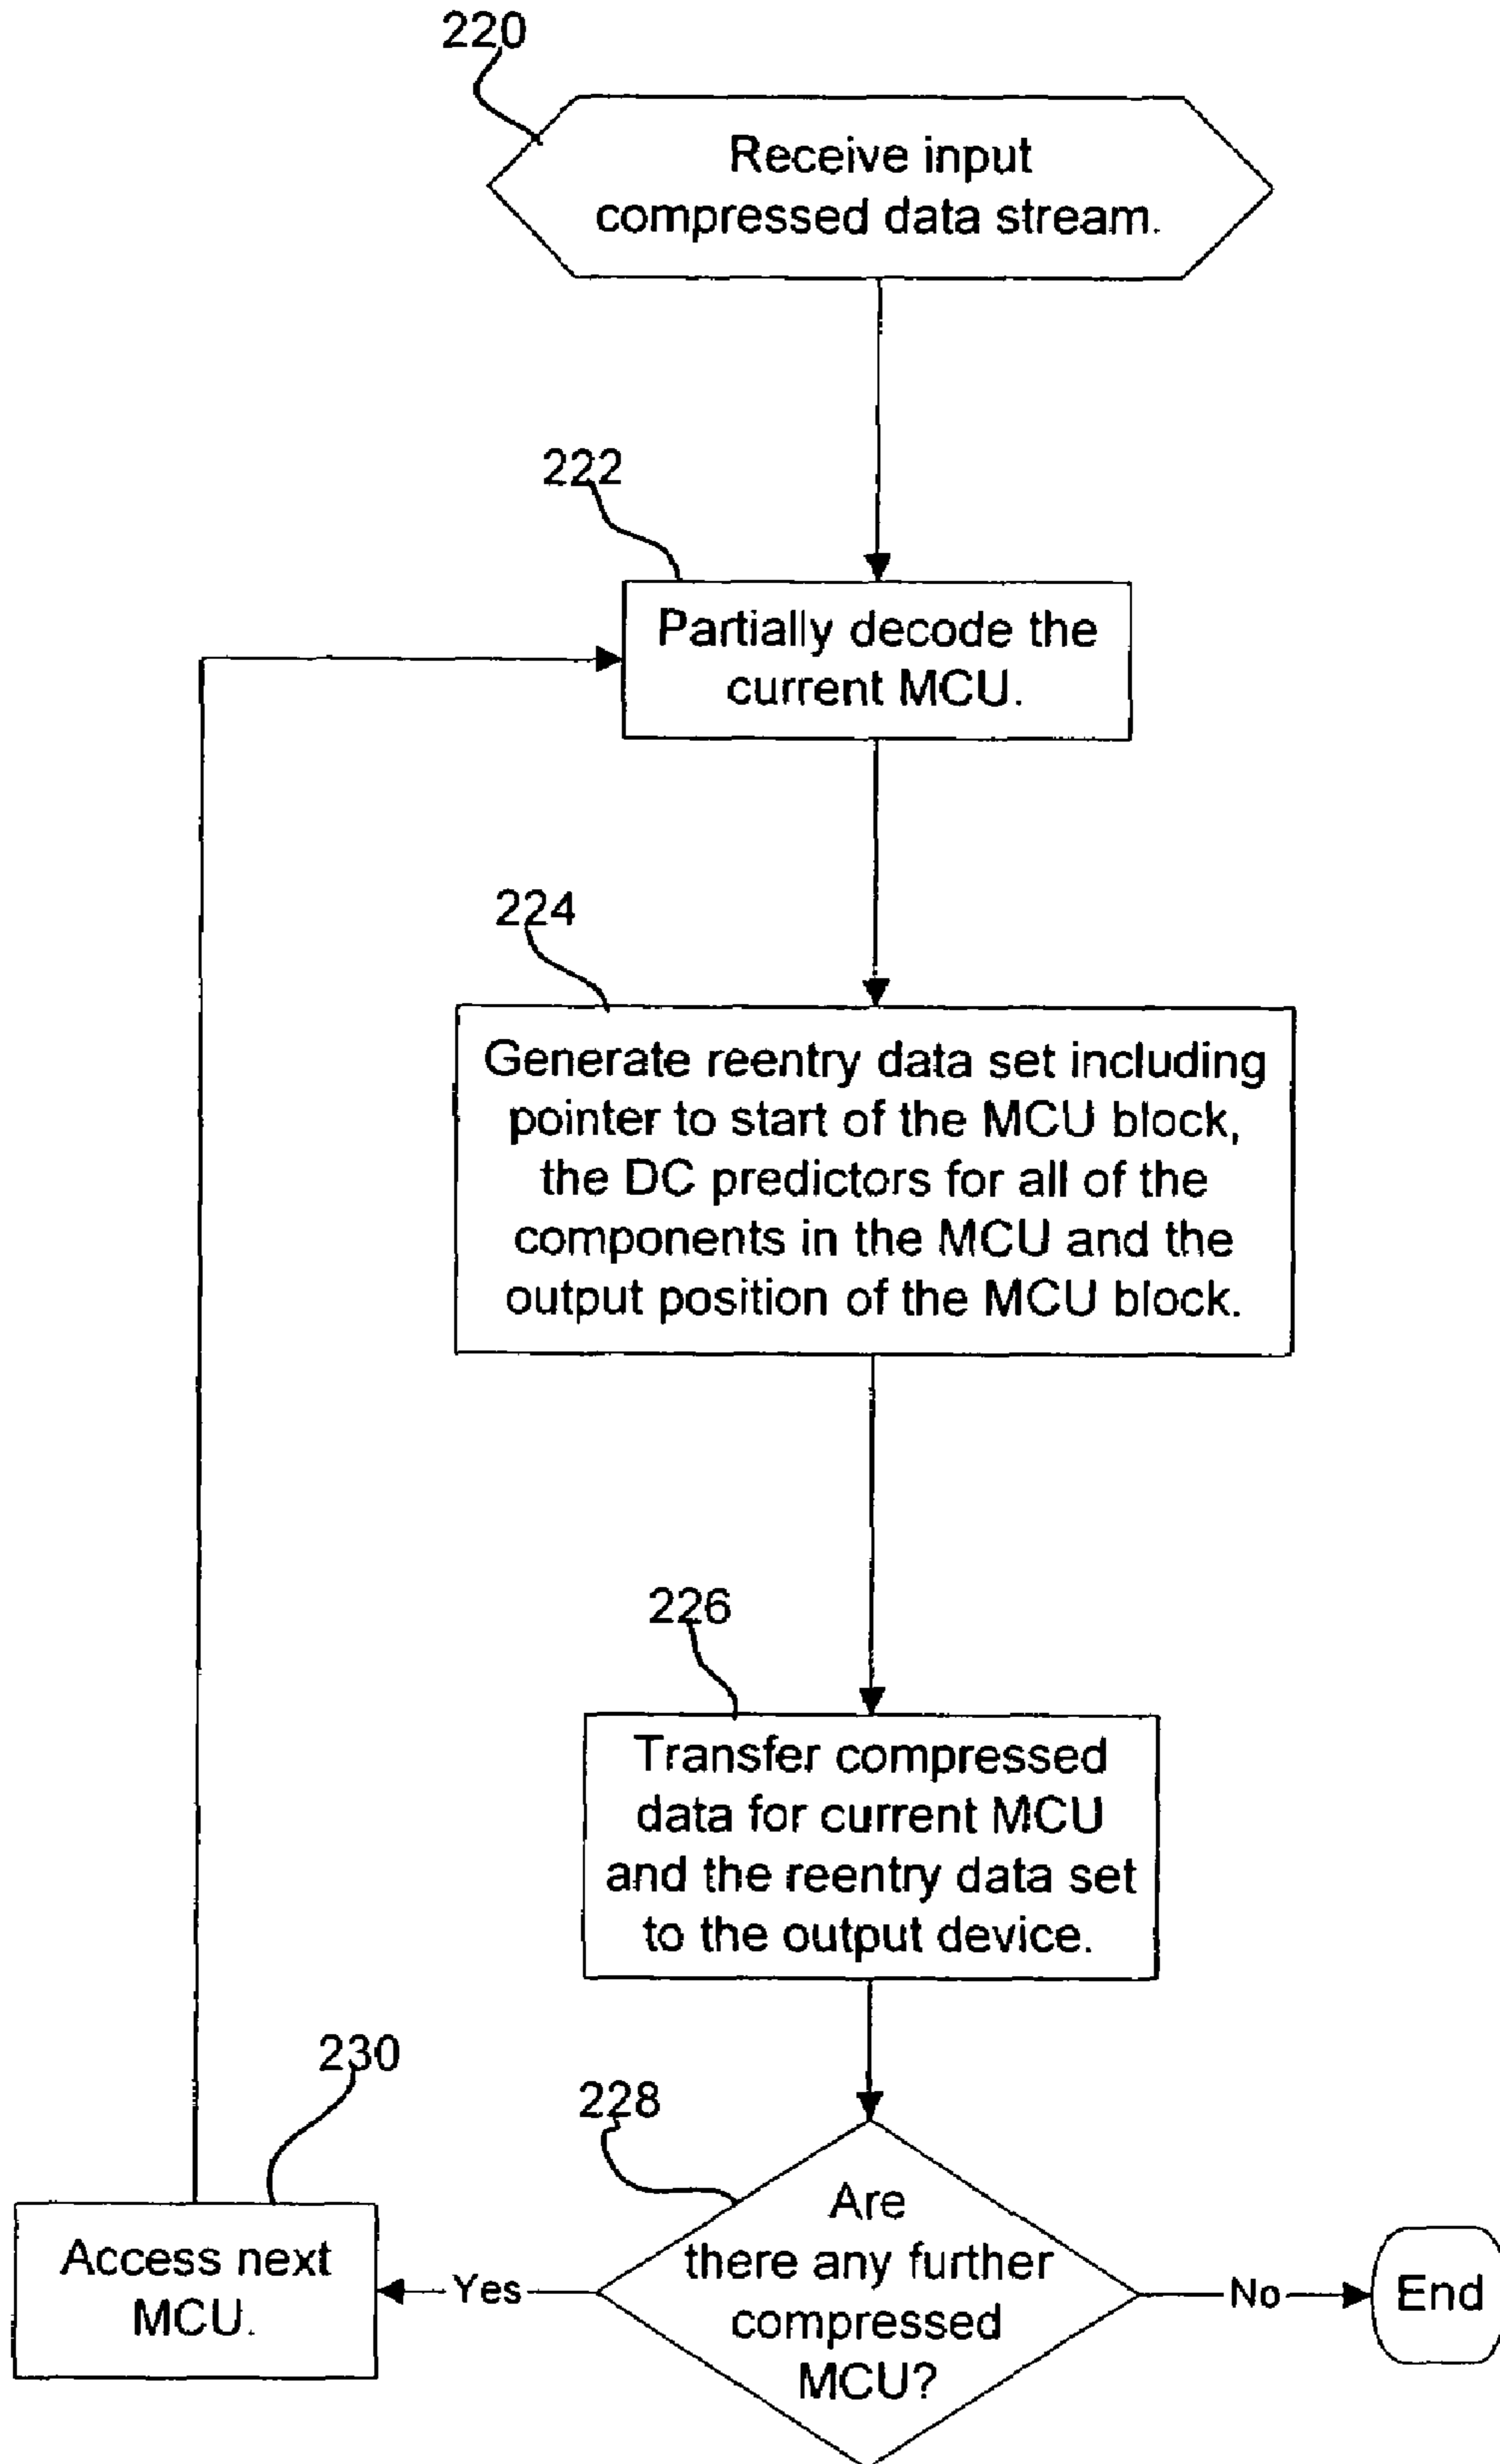 220
Receive input
compressed data stream.
222
Partially decode the
current MCU.
224
Generate reentry data set including
pointer to start of the MCU block,
the DC predictors for all of the
components in the MCU and the
output position of the MCU block.
226
Transfer compressed
data for current MCU
and the reentry data set
to the output device.
230
228
Access next
MCU.
Yes
Are
there any further
compressed
MCU?
No
End